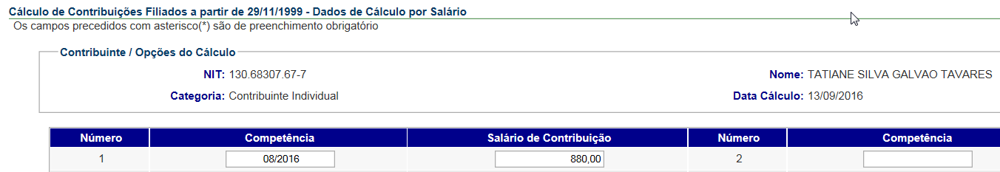 Cálculo de Contribuições Filiados a partir de 29/11/1999 - Dados de Cálculo por Salário
Os campos precedidos com asterisco(*) são de preenchimento obrigatório
Contribuinte / Opções do Cálculo
NIT: 130.68307.67-7 Nome: TATIANE SILVA GALVAO TAVARES
Categoria: Contribuinte Individual Data Cálculo: 13/09/2016
Número Competência Salário de Contribuição Número Competência
1 08/2016 880,00 2